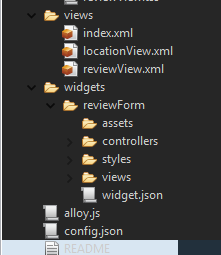 views
index.xml
locationView.xml
reviewView.xml
widgets
reviewForm
assets
controllers
styles
views
widget.json
alloy.js
config.json
README